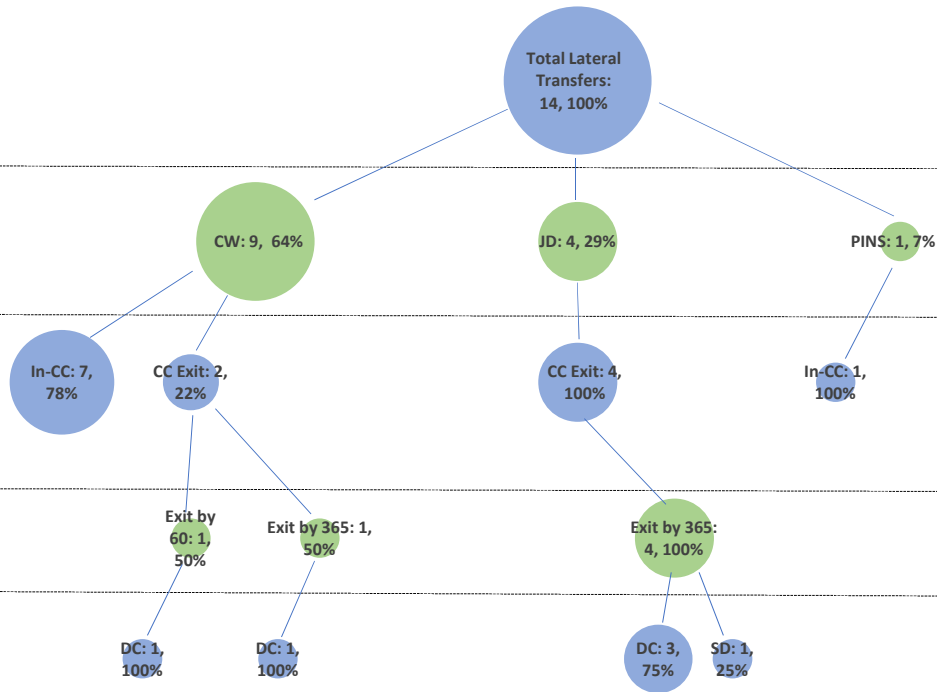 Total Lateral
Transfers:
14, 100%
CW: 9, 64%
JD: 4, 29%
PINS: 1, 7%
In-CC: 7,
78%
CC Exit: 2,
22%
CC Exit: 4,
100%
In-CC: 1,
100%
Exit by
60: 1,
50%
Exit by 365: 1,
50%
Exit by 365:
4, 100%
DC: 1,
100%
DC: 1,
100%
DC: 3,
75%
SD: 1,
25%